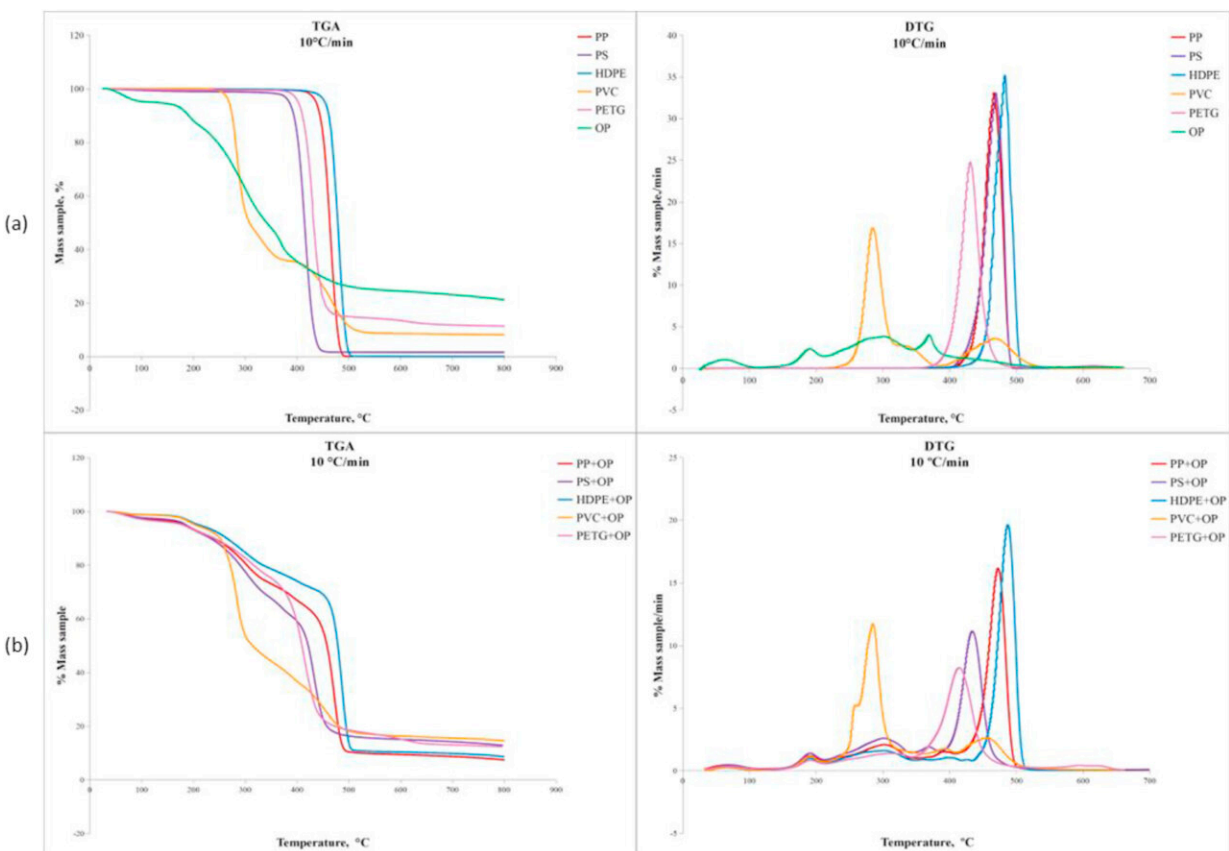 (a)
TGA
10°C/min
120
100
80
60
40
20
0
-20
0
100
200
300
400
500
600
700
800
900
Mass sample, %
Temperature, °C
PP
PS
HDPE
PVC
PETG
OP
DTG
10°C/min
40
35
30
25
20
15
10
5
0
-5
0
100
200
300
400
500
600
700
% Mass sample,/min
Temperature, °C
PP
PS
HDPE
PVC
PETG
OP
(b)
TGA
10 °C/min
120
100
80
60
40
20
0
-20
0
100
200
300
400
500
600
700
800
900
% Mass sample
Temperature, °C
PP+OP
PS+OP
HDPE+OP
PVC+OP
PETG+OP
DTG
10 °C/min
25
20
15
10
5
0
-5
0
100
200
300
400
500
600
700
% Mass sample/min
Temperature, °C
PP+OP
PS+OP
HDPE+OP
PVC+OP
PETG+OP